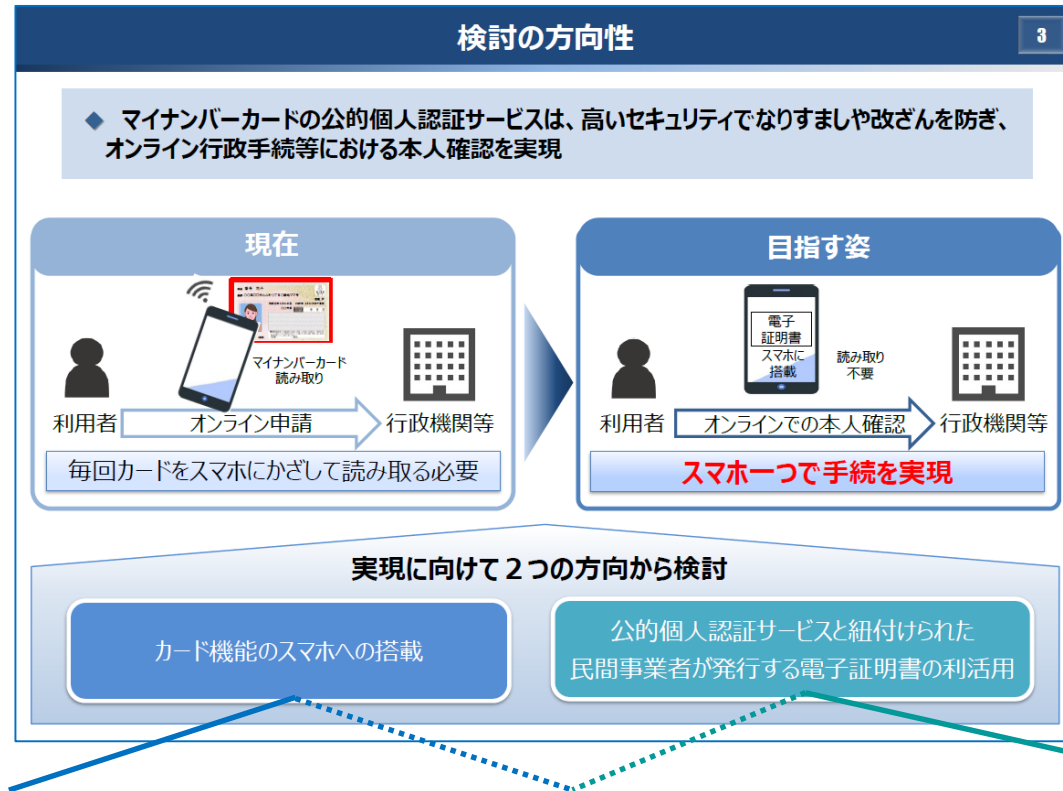 検討の方向性
3
◆ マイナンバーカードの公的個人認証サービスは、高いセキュリティでなりすましや改ざんを防ぎ、
オンライン行政手続等における本人確認を実現
現在
マイナンバーカード
読み取り
利用者
オンライン申請
行政機関等
毎回カードをスマホにかざして読み取る必要
目指す姿
電子
証明書
スマホに
搭載
読み取り
不要
利用者
オンラインでの本人確認
行政機関等
スマホ一つで手続を実現
実現に向けて２つの方向から検討
カード機能のスマホへの搭載
公的個人認証サービスと紐付けられた
民間事業者が発行する電子証明書の利活用